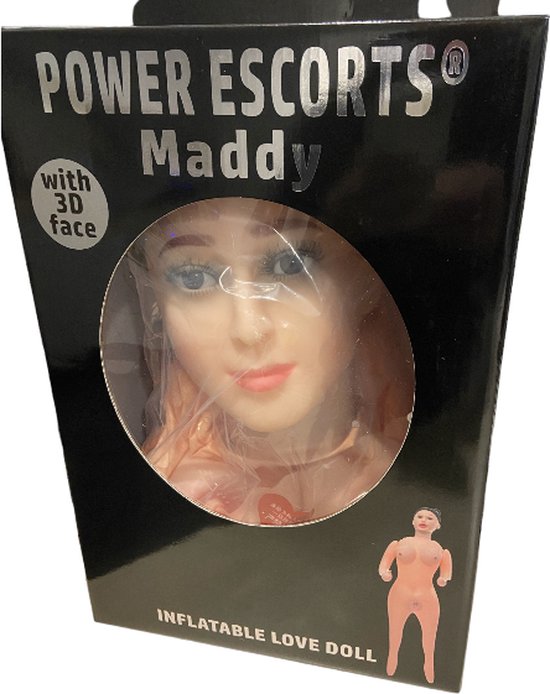 POWER ESCORTS®
Maddy
with
3D
face
INFLATABLE LOVE DOLL